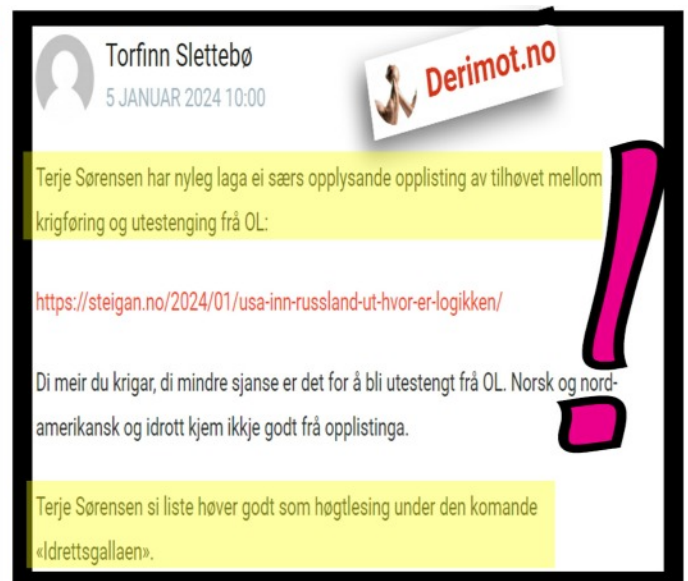 Torfinn Slettebø
5 JANUAR 2024 10:00
Derimot.no
Terje Sørensen har nyleg laga ei særs opplysande opplisting av tilhøvet mellom
krigføring og utestenging frå OL:
https://steigan.no/2024/01/usa-inn-russland-ut-hvor-er-logikken/
Di meir du krigar, di mindre sjanse er det for å bli utestengt frå OL. Norsk og nord-
amerikansk og idrott kjem ikkje godt frå opplistinga.
Terje Sørensen si liste høver godt som høgtlesing under den komande
«Idrettsgallaen».
!